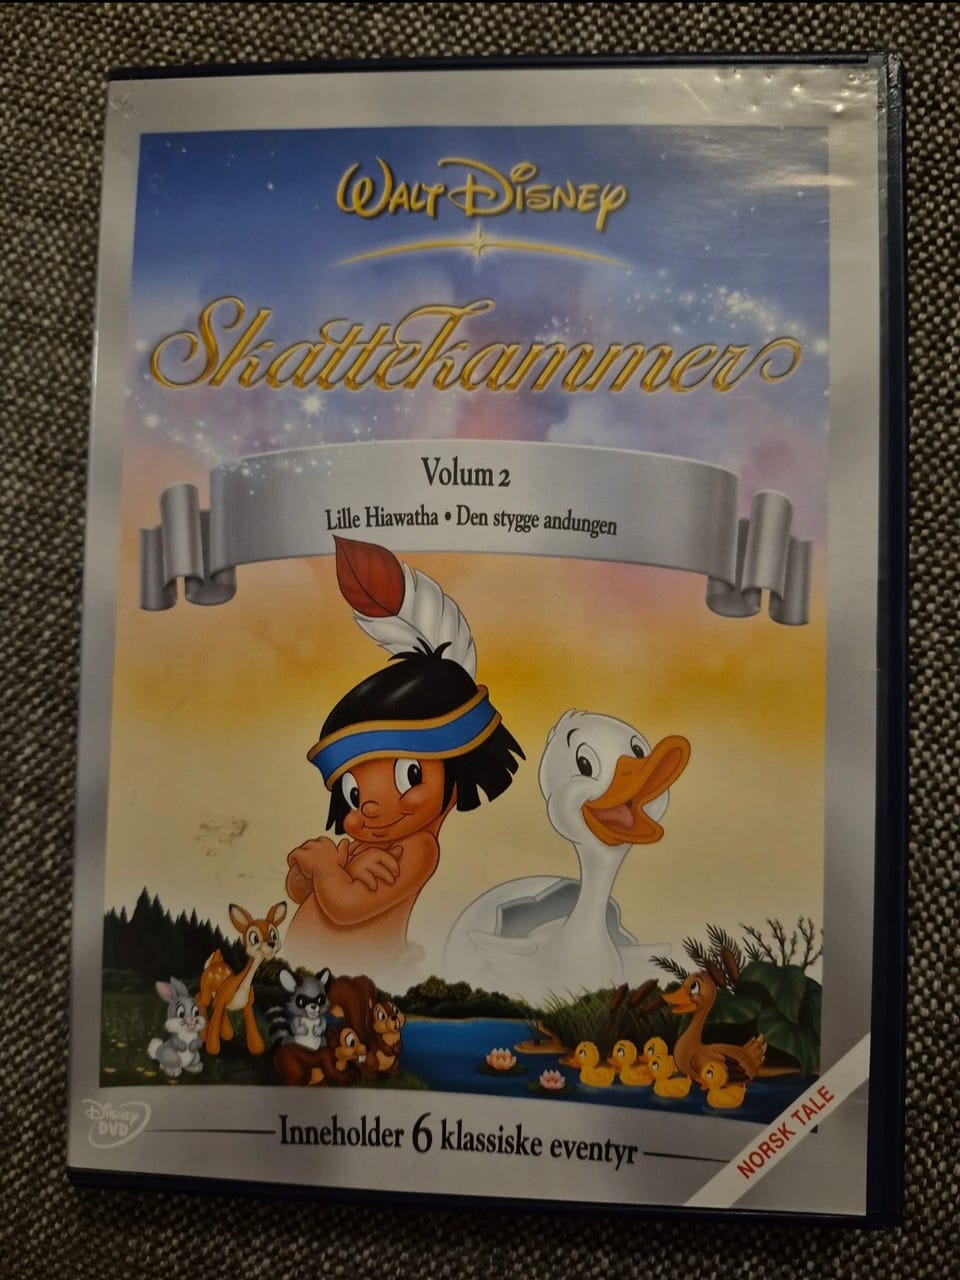 Walt Disney
Skattekammer
Volum 2
Lille Hiawatha • Den stygge andungen
Disney
DVD
Inneholder 6 klassiske eventyr
NORSK TALE